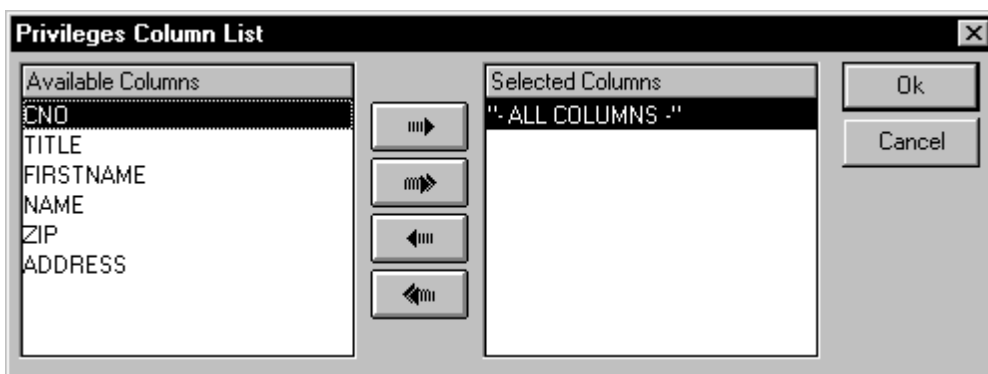 Privileges Column List
Available Columns
CNO
TITLE
FIRSTNAME
NAME
ZIP
ADDRESS
Selected Columns
"- ALL COLUMNS -"
Ok
Cancel